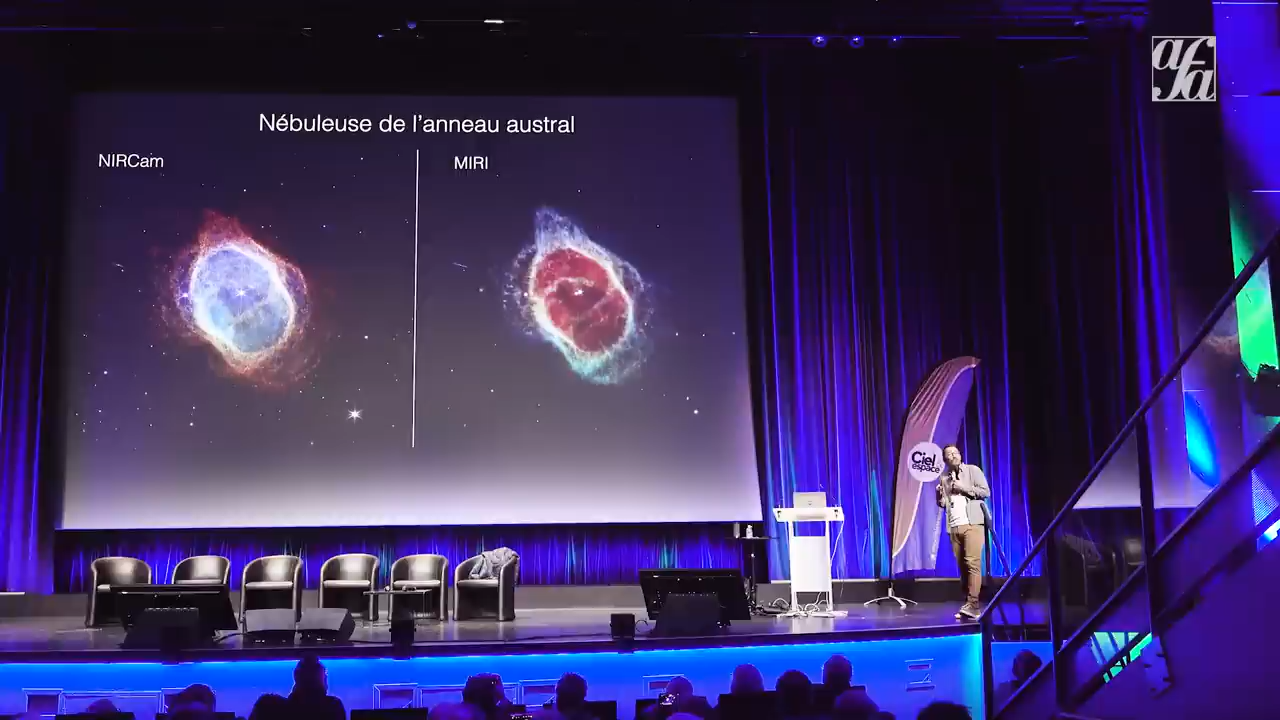 Nébuleuse de l'anneau austral
NIRCam
MIRI
afa
Ciel
espace